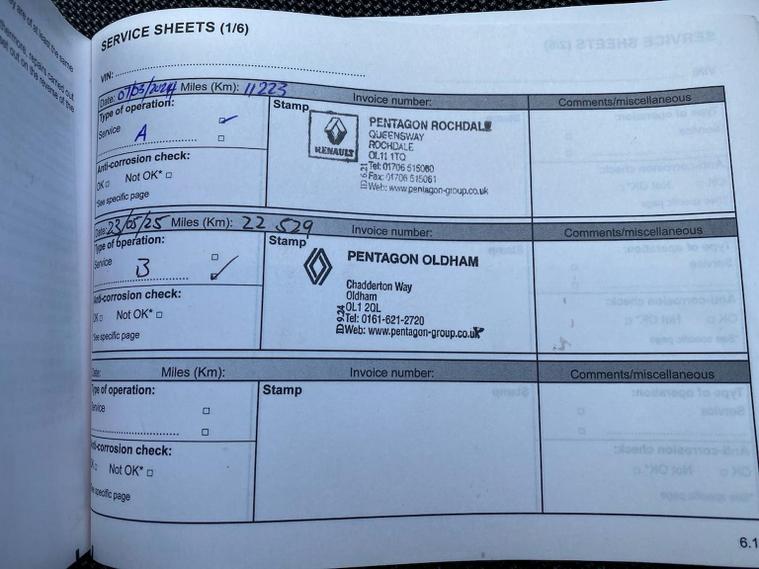 SERVICE SHEETS (1/6)
VIN:
Date: 07/03/2024 Miles (Km): 11223 Invoice number: Comments/miscellaneous
Type of operation:
Service
A
Anti-corrosion check:
OK Not OK*
*See specific page
Stamp
RENAULT
PENTAGON ROCHDALE
QUEENSWAY
ROCHDALE
OL11 1TQ
Tel: 01706 515000
Fax: 01706 515061
Web: www.pentagon-group.co.uk
Date: 23/05/25 Miles (Km): 22 529 Invoice number: Comments/miscellaneous
Type of operation:
Service
B
Anti-corrosion check:
OK Not OK*
*See specific page
Stamp
PENTAGON OLDHAM
Chadderton Way
Oldham
OL1 2QL
Tel: 0161-621-2720
Web: www.pentagon-group.co.uk
ID 9.24
Date: Miles (Km): Invoice number: Comments/miscellaneous
Type of operation:
Service
Anti-corrosion check:
Not OK*
See specific page
Stamp
6.1